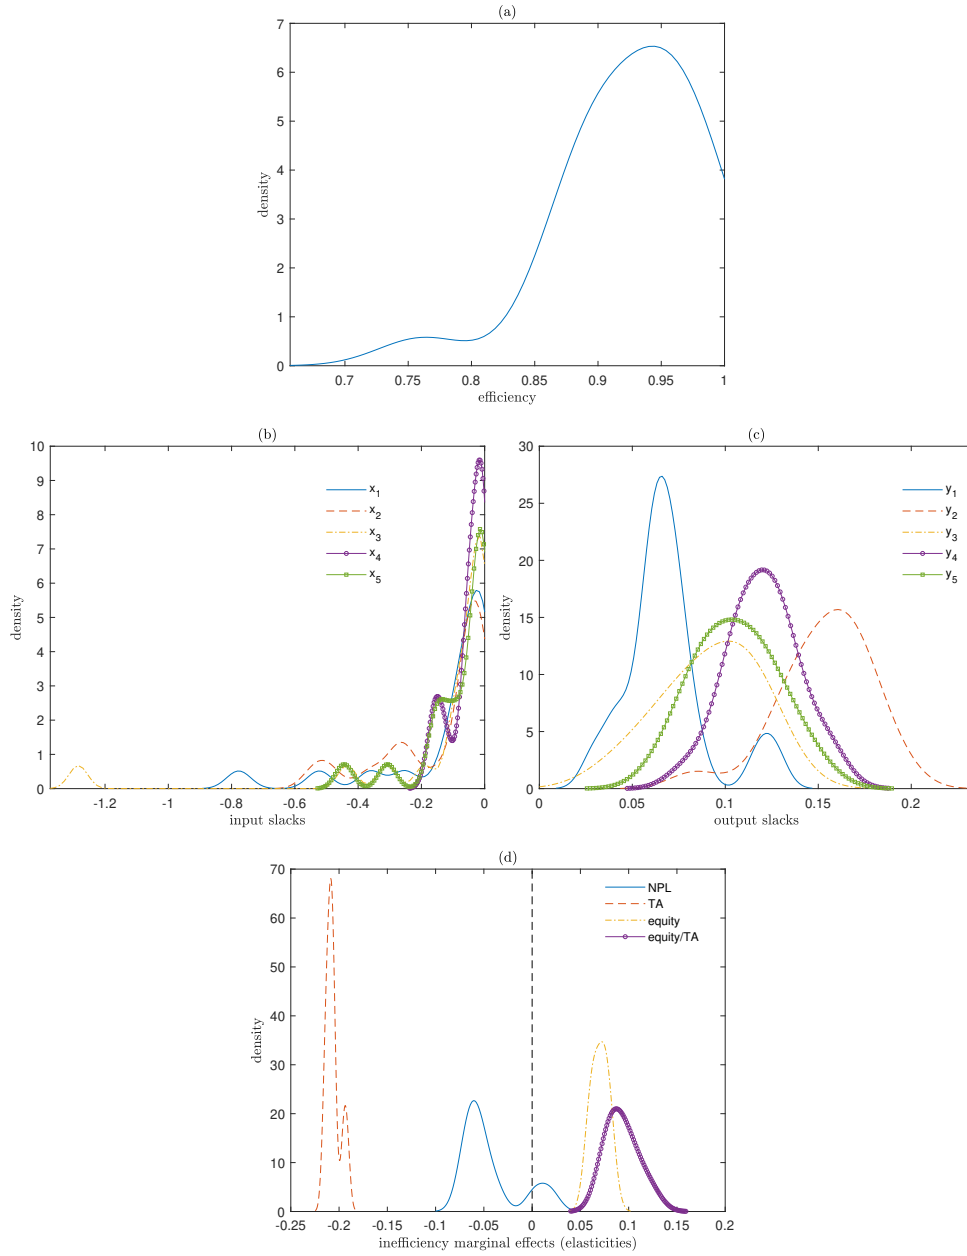 (a)
7
6
5
4
3
2
1
0
density
0.7 0.75 0.8 0.85 0.9 0.95 1
efficiency
(b)
10
9
8
7
6
5
4
3
2
1
0
density
x1
x2
x3
x4
x5
-1.2 -1 -0.8 -0.6 -0.4 -0.2 0
input slacks
(c)
30
25
20
15
10
5
0
density
y1
y2
y3
y4
y5
0 0.05 0.1 0.15 0.2
output slacks
(d)
70
60
50
40
30
20
10
0
density
NPL
TA
equity
equity/TA
-0.25 -0.2 -0.15 -0.1 -0.05 0 0.05 0.1 0.15 0.2
inefficiency marginal effects (elasticities)